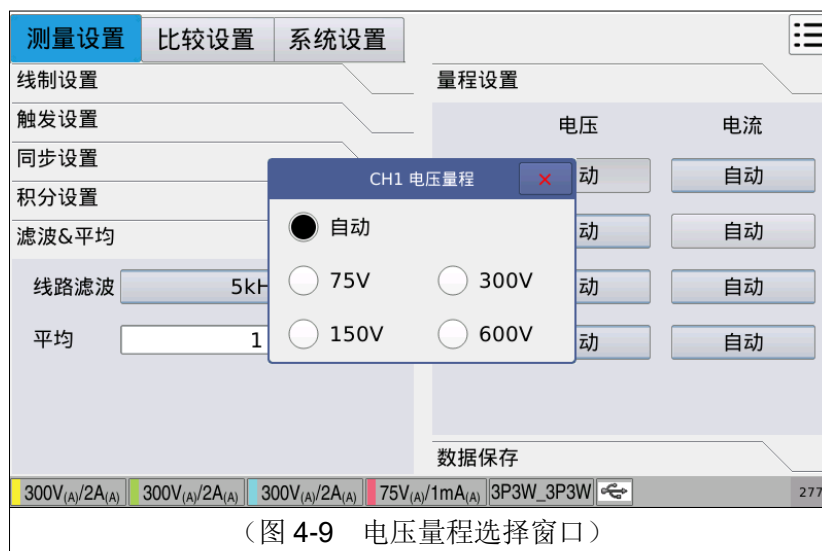 测量设置 比较设置 系统设置
线制设置
触发设置
同步设置
积分设置
滤波&平均
线路滤波 5kH
平均 1
量程设置
电压 电流
动 自动
动 自动
动 自动
动 自动
数据保存
CH1 电压量程
自动
75V 300V
150V 600V
300V(A)/2A(A) 300V(A)/2A(A) 300V(A)/2A(A) 75V(A)/1mA(A) 3P3W_3P3W 277
(图 4-9 电压量程选择窗口)